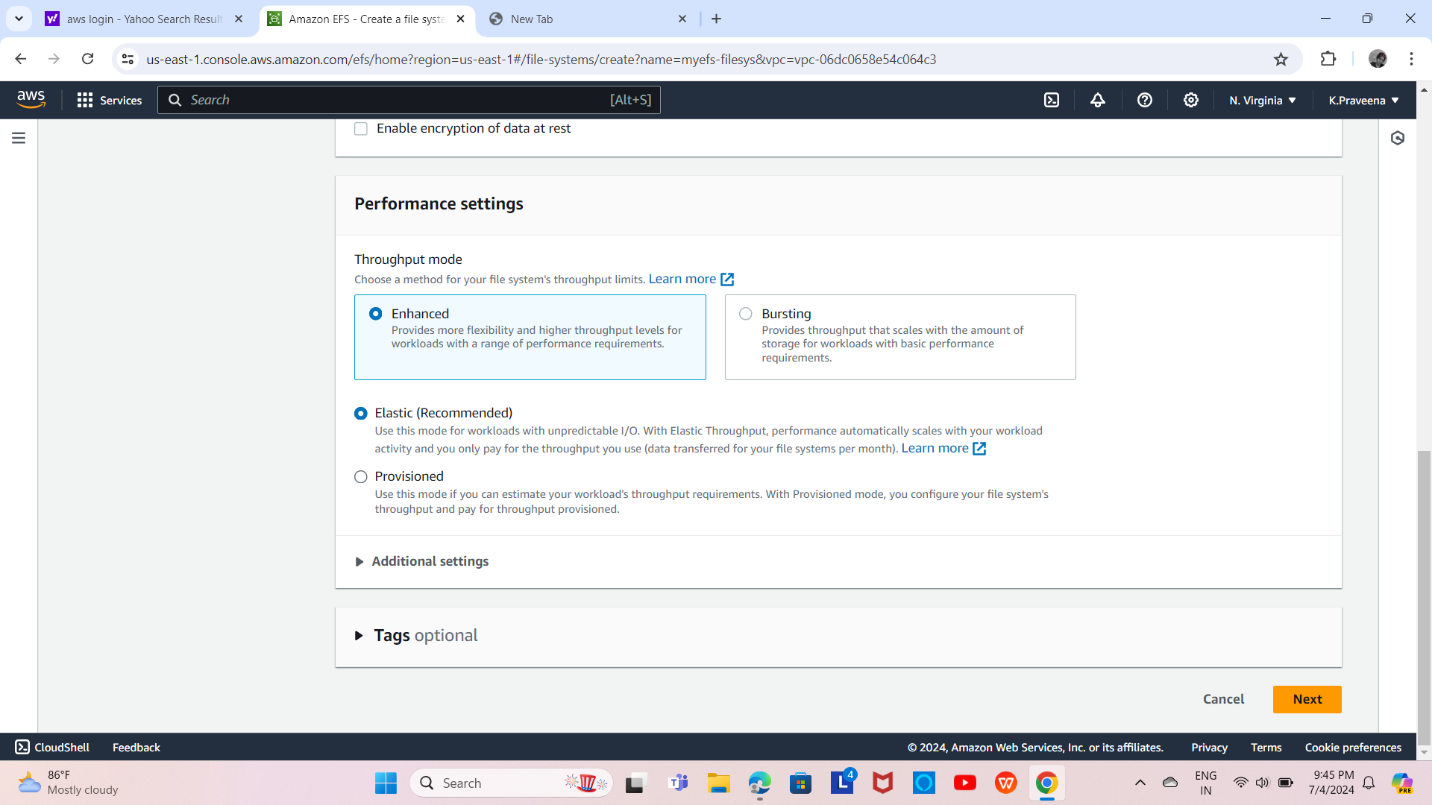 aws login - Yahoo Search Result
Amazon EFS - Create a file syste
New Tab
us-east-1.console.aws.amazon.com/efs/home?region=us-east-1#/file-systems/create?name=myefs-filesys&vpc=vpc-06dc0658e54c064c3
aws
Services
Search
[Alt+S]
N. Virginia
K.Praveena
Enable encryption of data at rest
Performance settings
Throughput mode
Choose a method for your file system's throughput limits. Learn more
Enhanced
Provides more flexibility and higher throughput levels for
workloads with a range of performance requirements.
Bursting
Provides throughput that scales with the amount of
storage for workloads with basic performance
requirements.
Elastic (Recommended)
Use this mode for workloads with unpredictable I/O. With Elastic Throughput, performance automatically scales with your workload
activity and you only pay for the throughput you use (data transferred for your file systems per month). Learn more
Provisioned
Use this mode if you can estimate your workload's throughput requirements. With Provisioned mode, you configure your file system's
throughput and pay for throughput provisioned.
Additional settings
Tags optional
Cancel
Next
CloudShell
Feedback
© 2024, Amazon Web Services, Inc. or its affiliates.
Privacy
Terms
Cookie preferences
86°F
Mostly cloudy
Search
4
ENG
IN
9:45 PM
7/4/2024
PRE